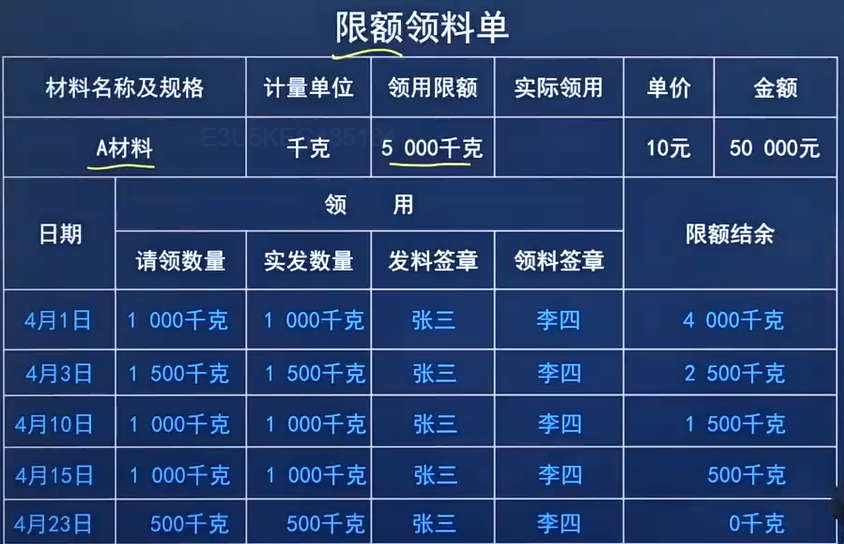 限额领料单
材料名称及规格 计量单位 领用限额 实际领用 单价 金额
A材料 千克 5 000千克 10元 50 000元
日期 领 用 限额结余
请领数量 实发数量 发料签章 领料签章
4月1日 1 000千克 1 000千克 张三 李四 4 000千克
4月3日 1 500千克 1 500千克 张三 李四 2 500千克
4月10日 1 000千克 1 000千克 张三 李四 1 500千克
4月15日 1 000千克 1 000千克 张三 李四 500千克
4月23日 500千克 500千克 张三 李四 0千克